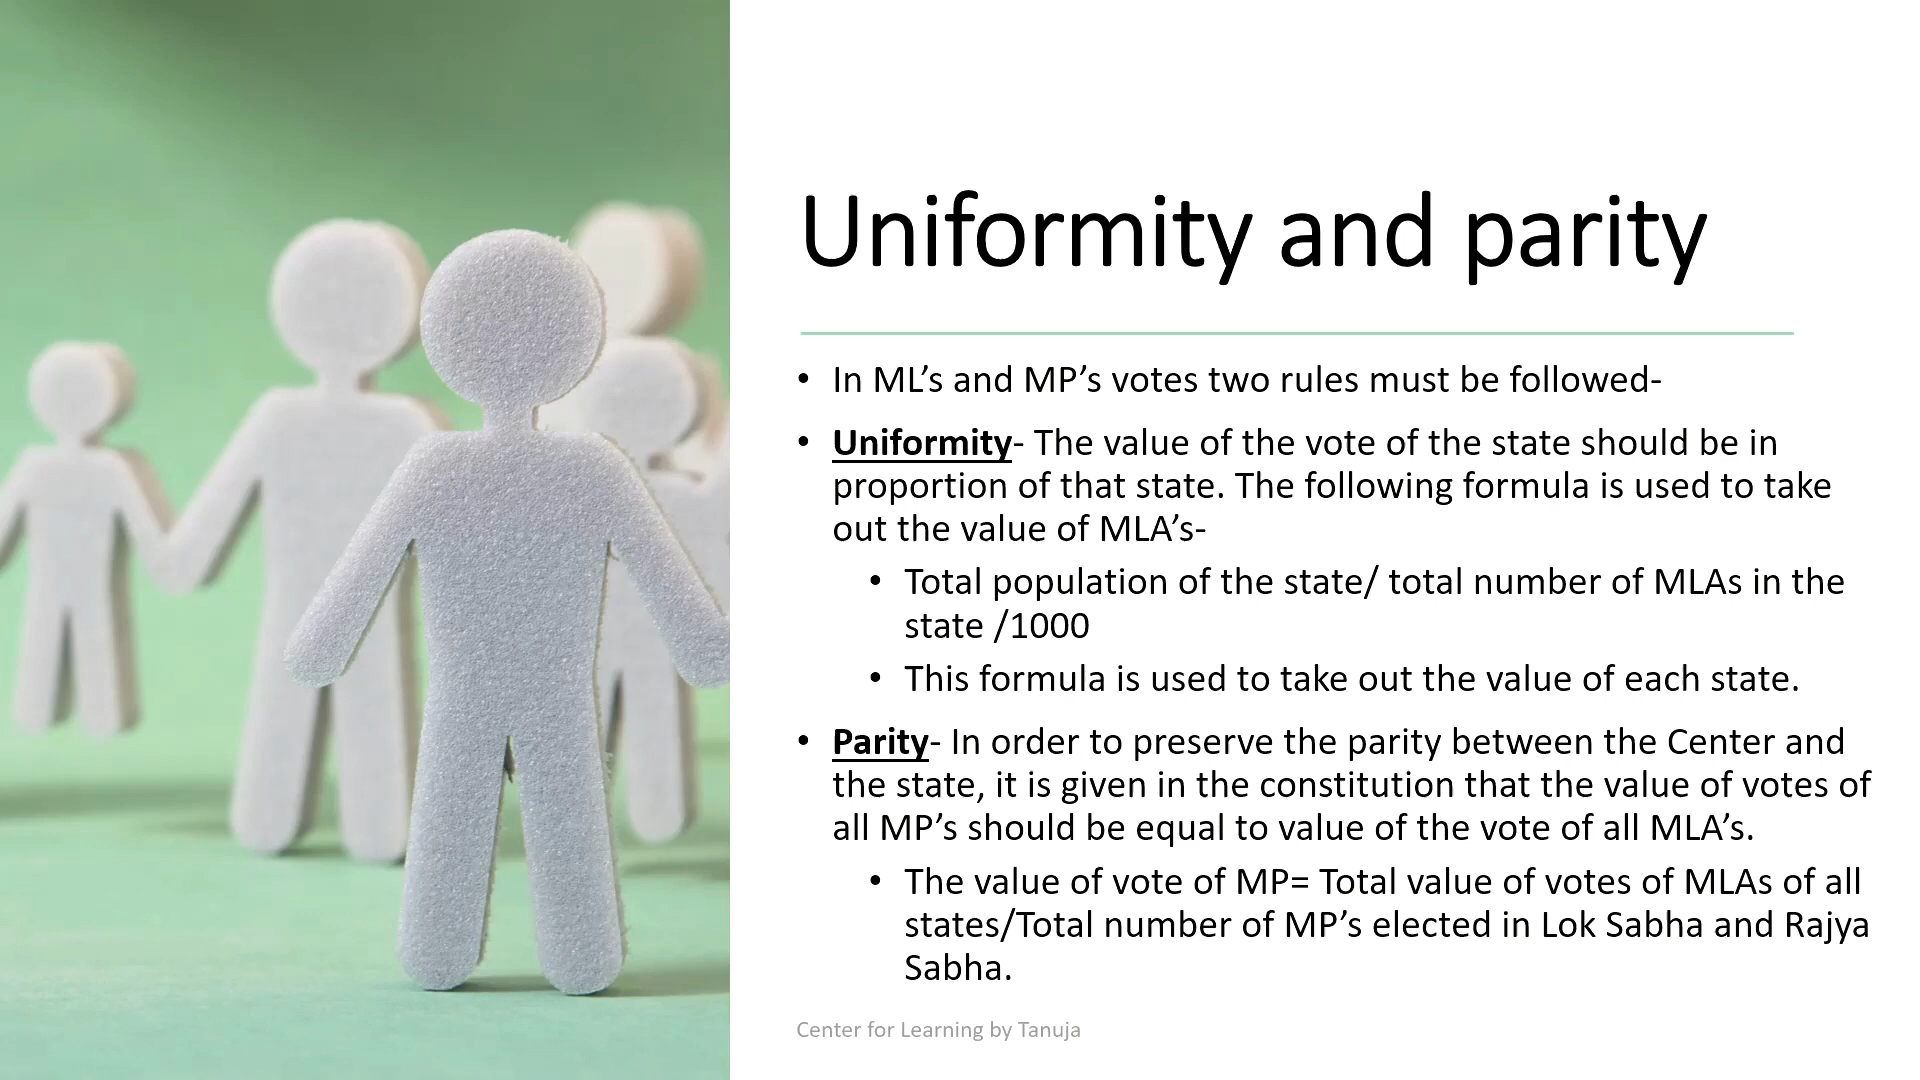 Uniformity and parity
• In ML’s and MP’s votes two rules must be followed-
• Uniformity- The value of the vote of the state should be in
proportion of that state. The following formula is used to take
out the value of MLA’s-
• Total population of the state/ total number of MLAs in the
state /1000
• This formula is used to take out the value of each state.
• Parity- In order to preserve the parity between the Center and
the state, it is given in the constitution that the value of votes of
all MP’s should be equal to value of the vote of all MLA’s.
• The value of vote of MP= Total value of votes of MLAs of all
states/Total number of MP’s elected in Lok Sabha and Rajya
Sabha.
Center for Learning by Tanuja